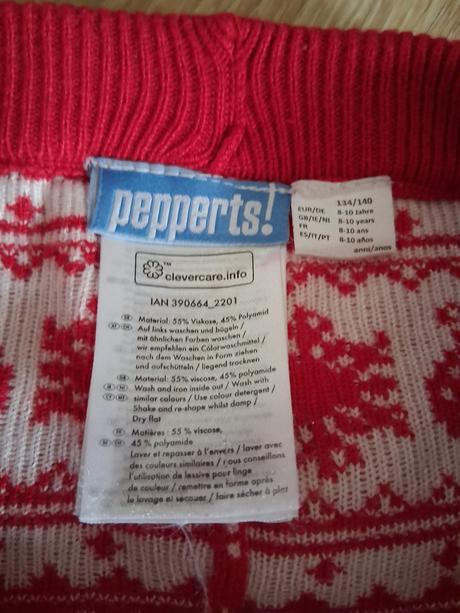 pepperts!
134/140
EUR/DE 8-10 Jahre
GB/IE/NI 8-10 years
FR 8-10 ans
ES/IT/PT 8-10 años
anni/anos
™
clevercare.info
IAN 390664_2201
Material: 55% Viskose, 45% Polyamid
Auf links waschen und bügeln /
mit ähnlichen Farben waschen /
wir empfehlen ein Colorwaschmittel /
nach dem Waschen in Form ziehen
und aufschütteln / liegend trocknen
Material: 55% viscose, 45% polyamide
Wash and iron inside out / Wash with
similar colours / Use colour detergent /
Shake and re-shape whilst damp /
Dry flat
Matières : 55 % viscose,
45 % polyamide
Laver et repasser à l'envers / laver avec
des couleurs similaires / nous conseillons
l'utilisation de lessive pour linge
de couleur / remettre en forme après
le lavage et secouer / faire sécher à plat